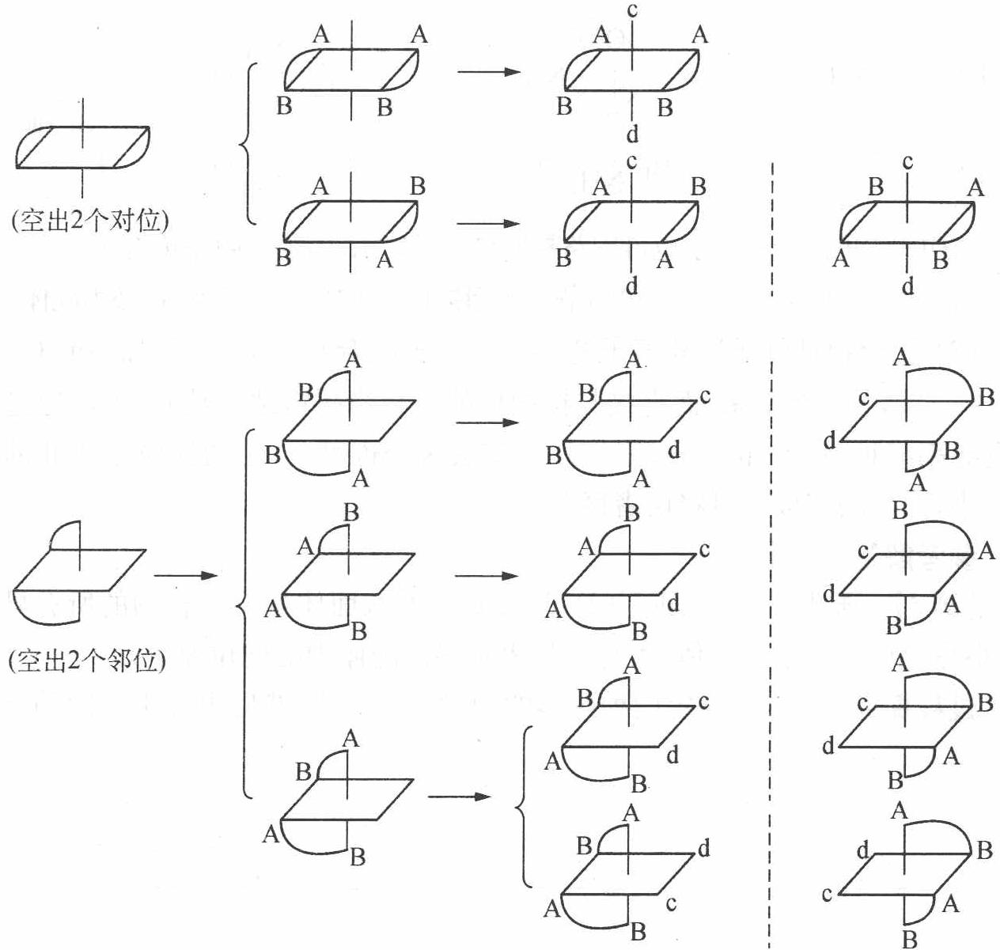 c
A A A A
B B B B
d
(空出2个对位)
c c
A B A B B A
B A B A A B
d d d
A A A
B B c c B
B B d d B
A A A
B B B
A A c c A
A A d d A
B B B
(空出2个邻位)
A A
B c c B
A d d A
B B
A
B
A
B
A A
B d d B
A c c A
B B